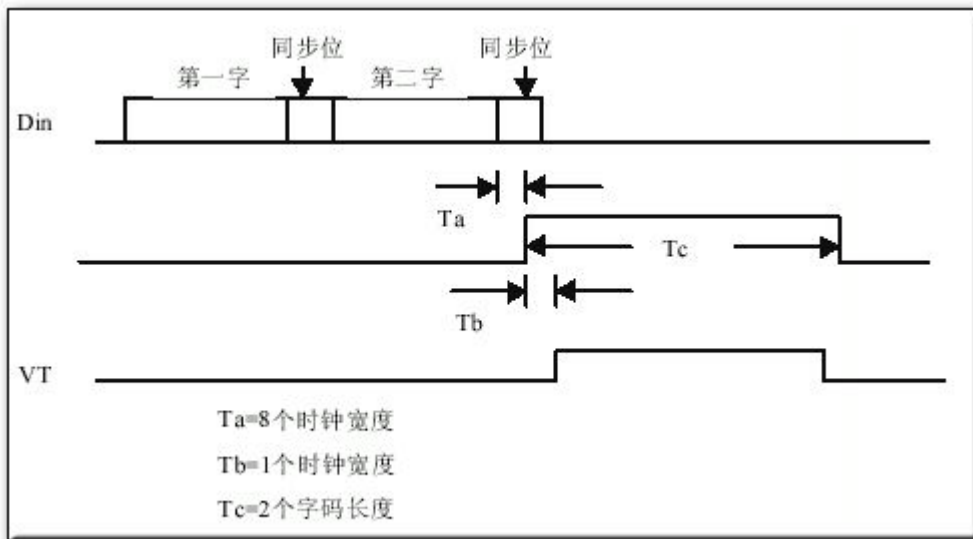 同步位 同步位
第一字 第二字
Din
Ta
Tc
Tb
VT
Ta=8个时钟宽度
Tb=1个时钟宽度
Tc=2个字码长度